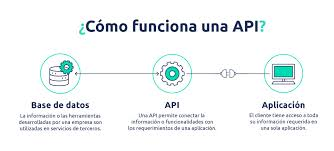 ¿Cómo funciona una API?
Base de datos
La información o las herramientas
desarrolladas por una empresa son
utilizadas en servicios de terceros.
API
Una API permite conectar la
información o funcionalidades con
los requerimientos de una aplicación.
Aplicación
El cliente tiene acceso a toda
su información requerida en
una sola aplicación.